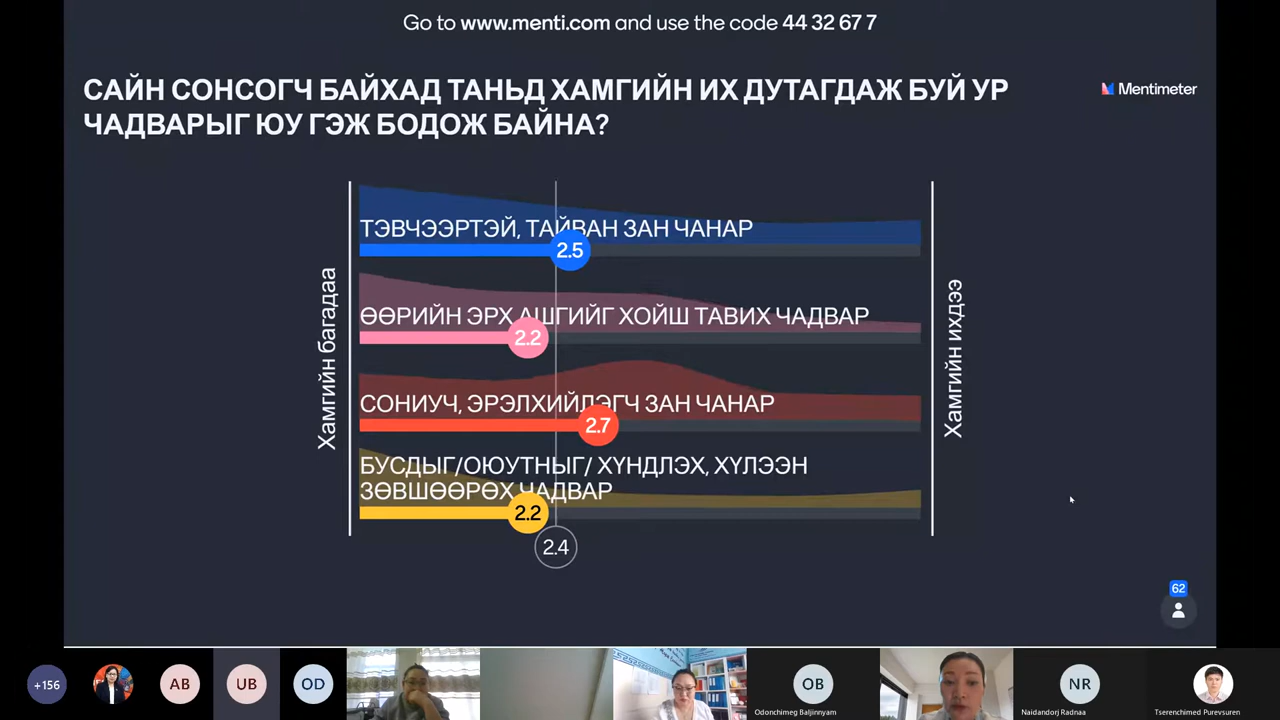 Go to www.menti.com and use the code 44 32 67 7
САЙН СОНСОГЧ БАЙХАД ТАНЬД ХАМГИЙН ИХ ДУТАГДАЖ БУЙ УР
ЧАДВАРЫГ ЮУ ГЭЖ БОДОЖ БАЙНА?
Mentimeter
Хамгийн багадаа
ТЭВЧЭЭРТЭЙ, ТАЙВАН ЗАН ЧАНАР
2.5
ӨӨРИЙН ЭРХ АШГИЙГ ХОЙШ ТАВИХ ЧАДВАР
2.2
СОНИУЧ, ЭРЭЛХИЙЛЭГЧ ЗАН ЧАНАР
2.7
БУСДЫГ/ОЮУТНЫГ/ ХҮНДЛЭХ, ХҮЛЭЭН
ЗӨВШӨӨРӨХ ЧАДВАР
2.2
2.4
Хамгийн ихдээ
62
+156
AB
UB
OD
OB
Odonchimeg Baljinnyam
NR
Naidandorj Radnaa
Tserenchimed Purevsuren